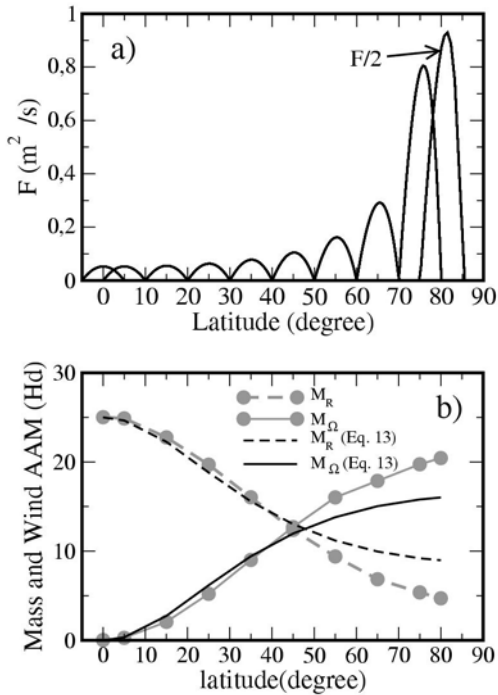 a)
F/2
F (m² /s)
1
0,8
0,6
0,4
0,2
0
0 10 20 30 40 50 60 70 80 90
Latitude (degree)
b)
M_R
M_Ω
M_R (Eq. 13)
M_Ω (Eq. 13)
Mass and Wind AAM (Hd)
30
20
10
0
0 10 20 30 40 50 60 70 80 90
latitude(degree)